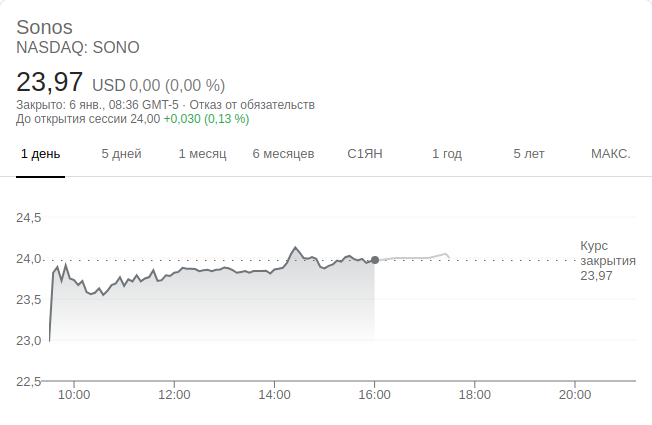 Sonos
NASDAQ: SONO
23,97 USD 0,00 (0,00 %)
Закрыто: 6 янв., 08:36 GMT-5 · Отказ от обязательств
До открытия сессии 24,00 +0,030 (0,13 %)
1 день 5 дней 1 месяц 6 месяцев С1ЯН 1 год 5 лет МАКС.
24,5
24,0
23,5
23,0
22,5
Курс
закрытия
23,97
10:00 12:00 14:00 16:00 18:00 20:00